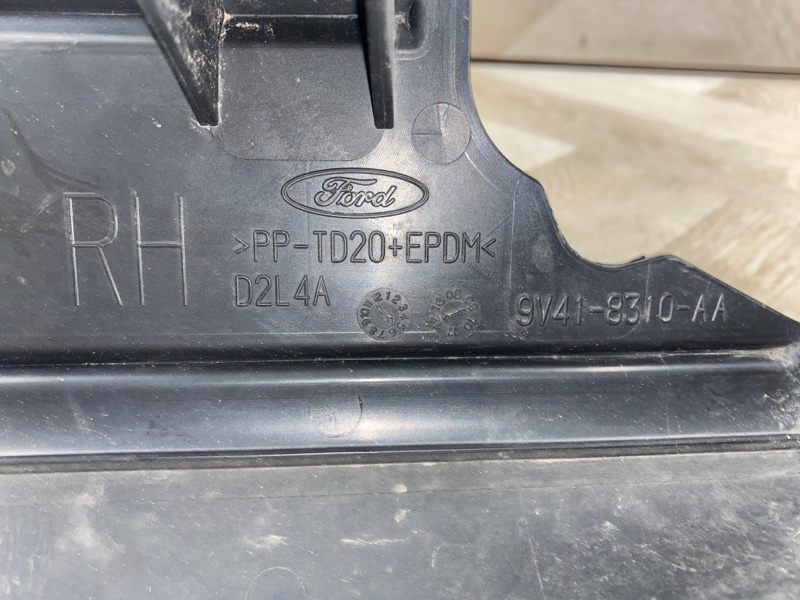 Ford
RH
>PP-TD20+EPDM<
D2L4A
9V41-8310-AA